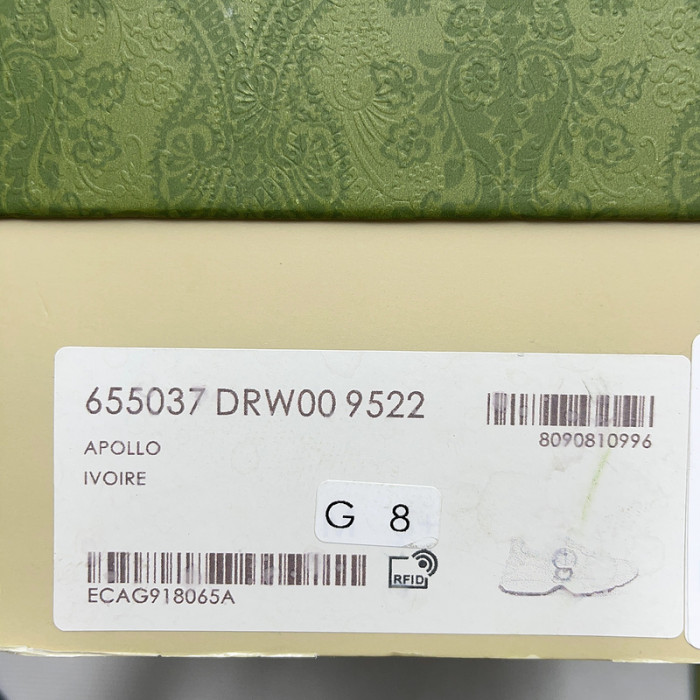 655037 DRW00 9522
8090810996
APOLLO
IVOIRE
G 8
RFID
ECAG918065A